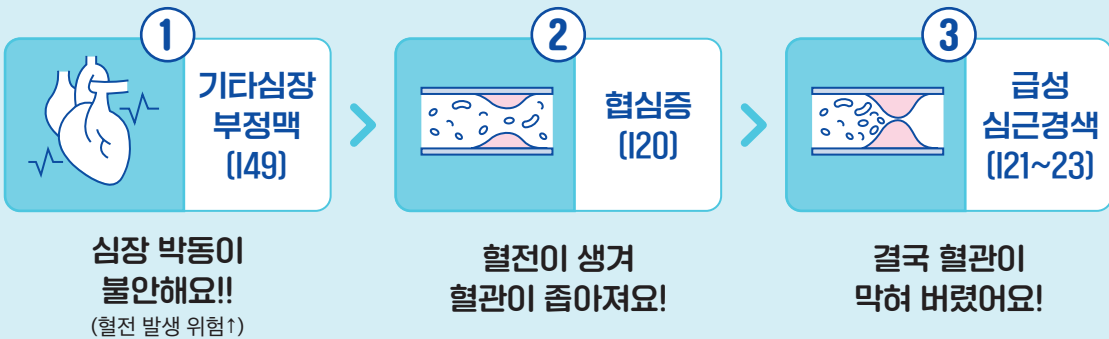 1
기타심장
부정맥
(I49)
심장 박동이
불안해요!!
(혈전 발생 위험↑)
2
협심증
(I20)
혈전이 생겨
혈관이 좁아져요!
3
급성
심근경색
(I21~23)
결국 혈관이
막혀 버렸어요!